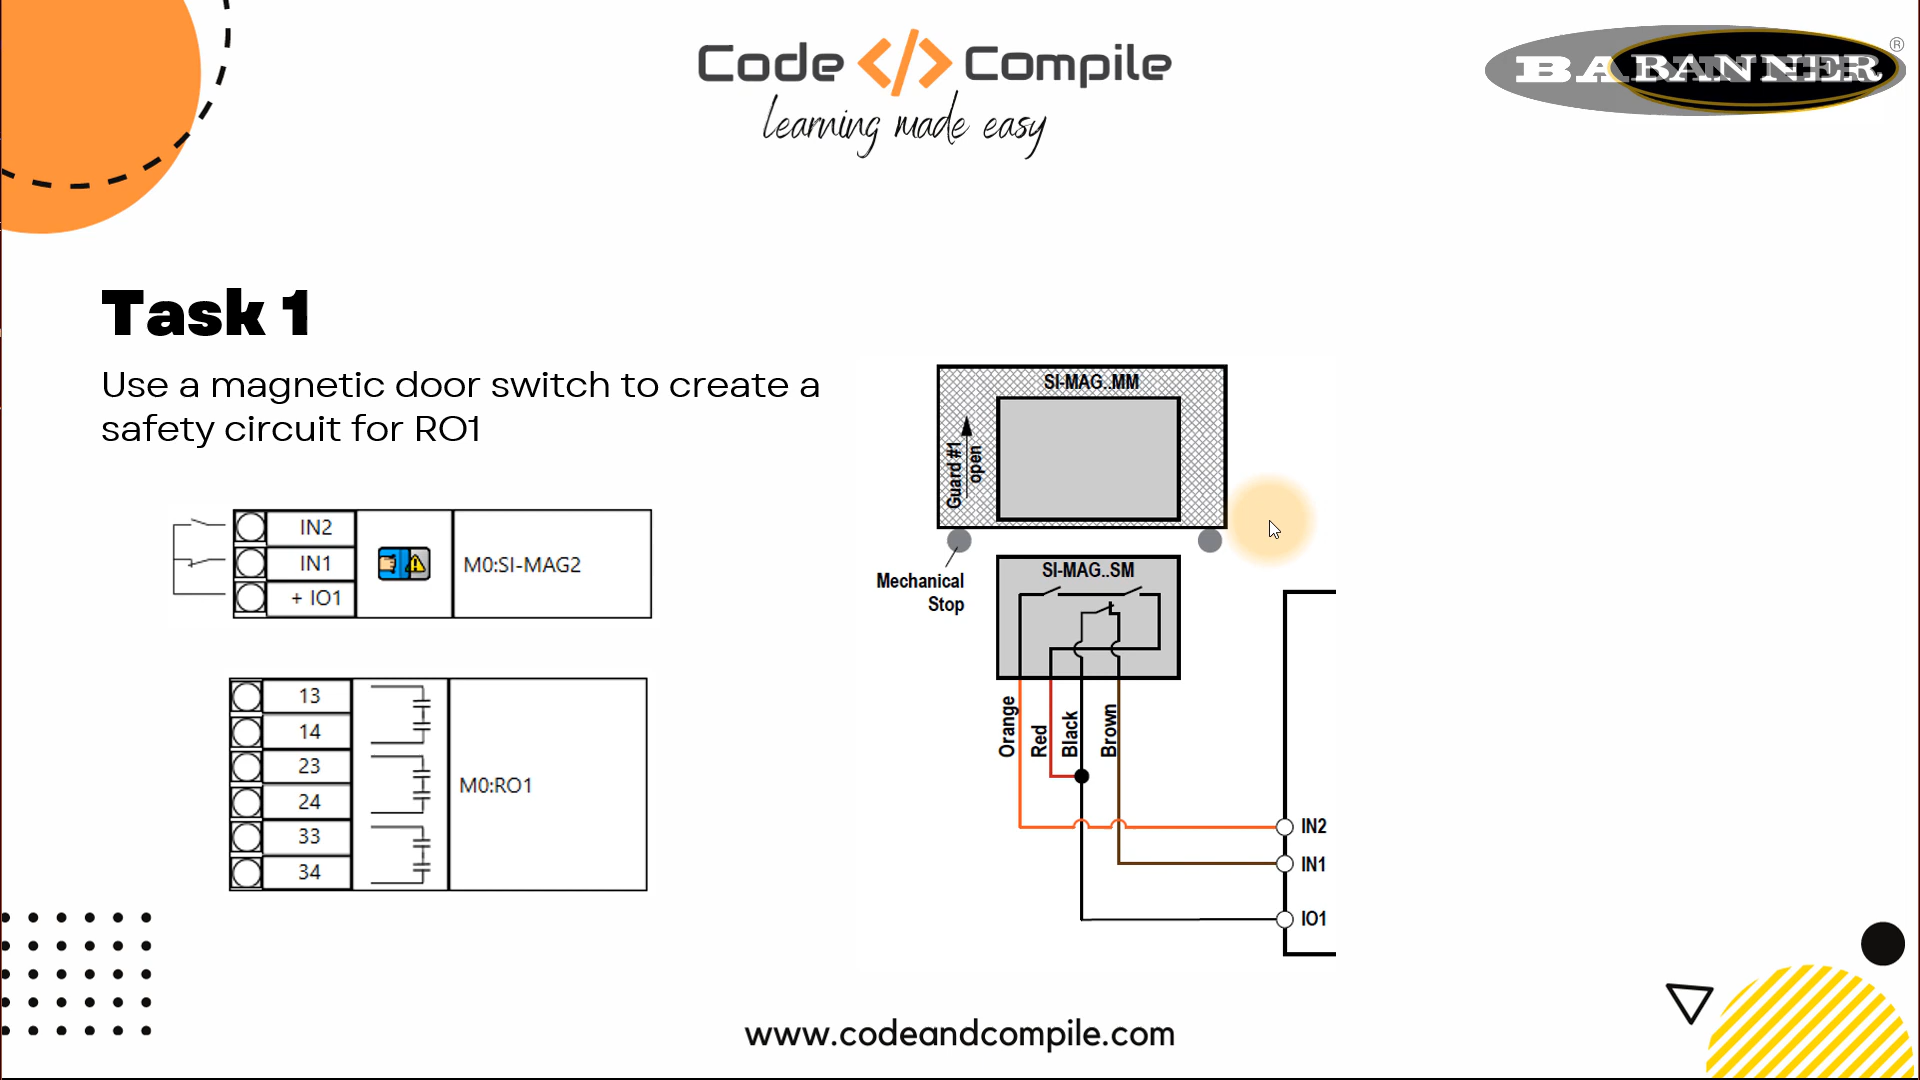 Code </> Compile
learning made easy
BABANNER®
Task 1
Use a magnetic door switch to create a
safety circuit for RO1
IN2
IN1
+ IO1
M0:SI-MAG2
13
14
23
24
33
34
M0:RO1
SI-MAG..MM
Guard #1
open
Mechanical
Stop
SI-MAG..SM
Orange
Red
Black
Brown
IN2
IN1
IO1
www.codeandcompile.com